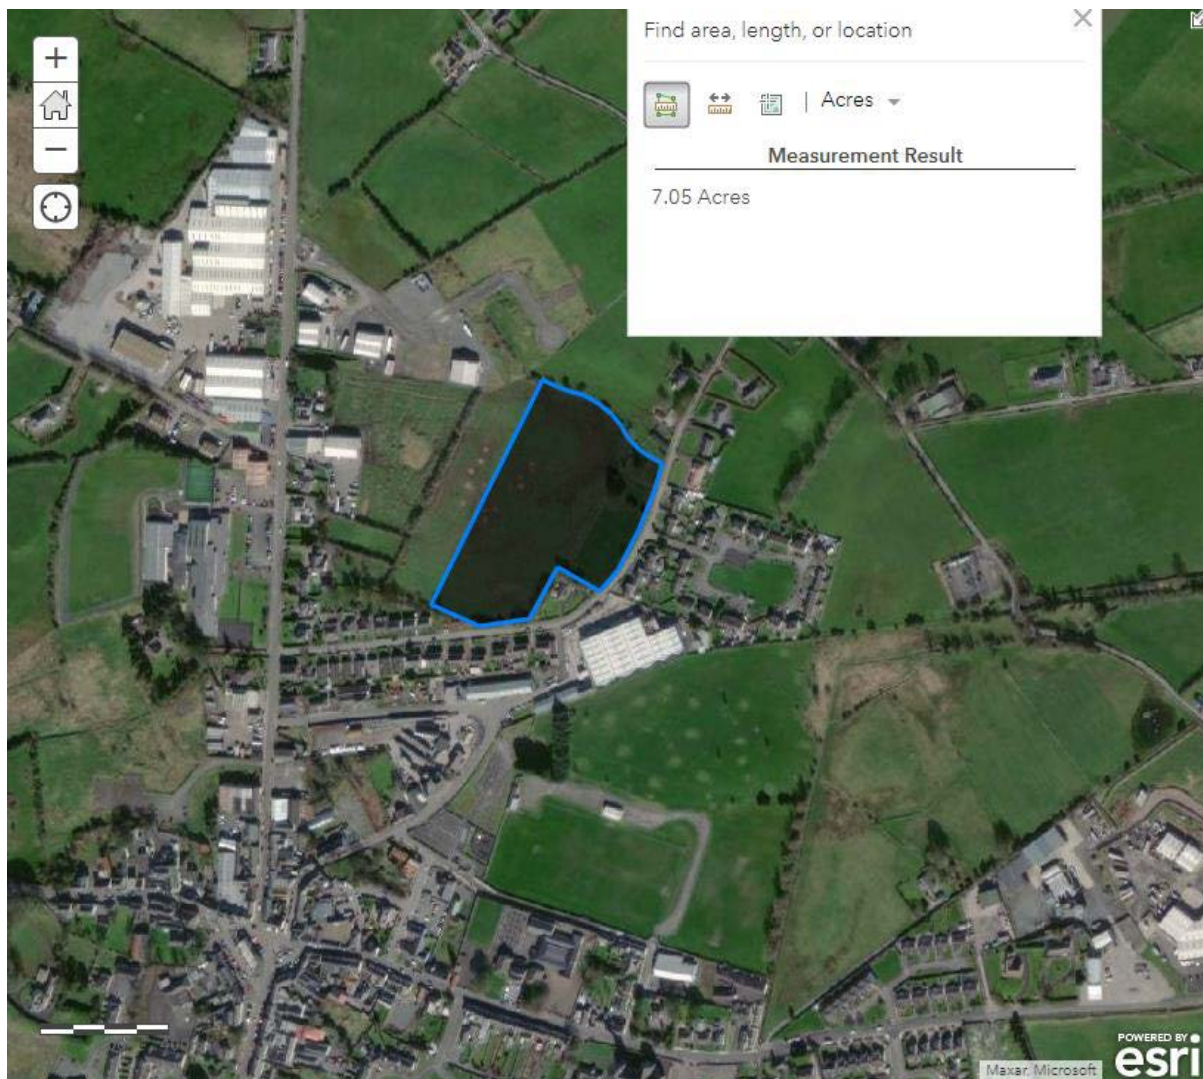 Find area, length, or location
| Acres
Measurement Result
7.05 Acres
POWERED BY
esri
Maxar, Microsoft